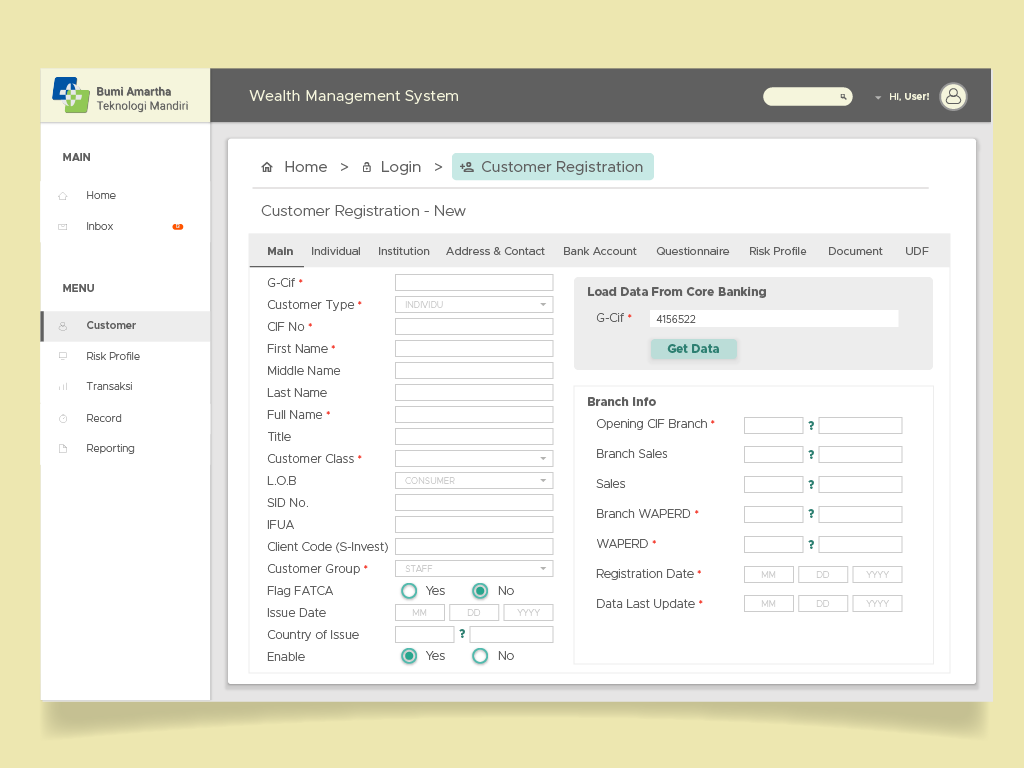 Bumi Amartha
Teknologi Mandiri
Wealth Management System
HI, User!
MAIN
Home
Inbox
MENU
Customer
Risk Profile
Transaksi
Record
Reporting
Home > Login > Customer Registration
Customer Registration - New
Main Individual Institution Address & Contact Bank Account Questionnaire Risk Profile Document UDF
G-Cif *
Customer Type * INDIVIDU
CIF No *
First Name *
Middle Name
Last Name
Full Name *
Title
Customer Class *
L.O.B CONSUMER
SID No.
IFUA
Client Code (S-Invest)
Customer Group * STAFF
Flag FATCA Yes No
Issue Date MM DD YYYY
Country of Issue ?
Enable Yes No
Load Data From Core Banking
G-Cif * 4156522
Get Data
Branch Info
Opening CIF Branch * ?
Branch Sales ?
Sales ?
Branch WAPERD * ?
WAPERD * ?
Registration Date * MM DD YYYY
Data Last Update * MM DD YYYY